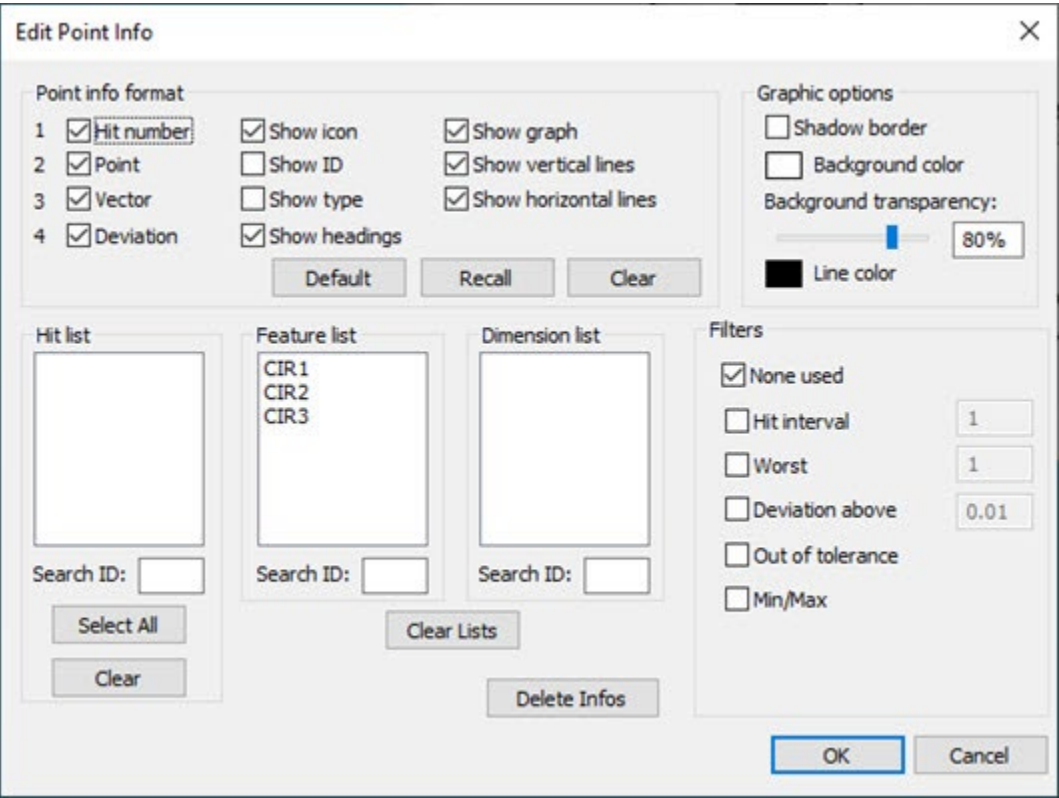 Edit Point Info
Point info format
1 Hit number Show icon Show graph
2 Point Show ID Show vertical lines
3 Vector Show type Show horizontal lines
4 Deviation Show headings
Default Recall Clear
Graphic options
Shadow border
Background color
Background transparency:
80%
Line color
Hit list
Search ID:
Select All
Clear
Feature list
CIR1
CIR2
CIR3
Search ID:
Dimension list
Search ID:
Clear Lists
Delete Infos
Filters
None used
Hit interval 1
Worst 1
Deviation above 0.01
Out of tolerance
Min/Max
OK Cancel